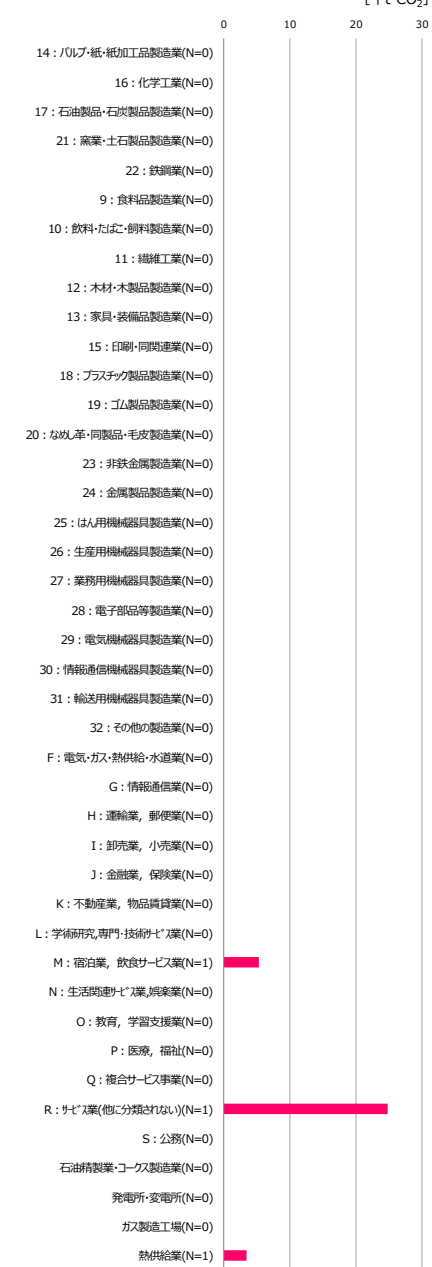 [千t-CO₂]
0 10 20 30
14：パルプ・紙・紙加工品製造業(N=0)
16：化学工業(N=0)
17：石油製品・石炭製品製造業(N=0)
21：窯業・土石製品製造業(N=0)
22：鉄鋼業(N=0)
9：食料品製造業(N=0)
10：飲料・たばこ・飼料製造業(N=0)
11：繊維工業(N=0)
12：木材・木製品製造業(N=0)
13：家具・装備品製造業(N=0)
15：印刷・同関連業(N=0)
18：プラスチック製品製造業(N=0)
19：ゴム製品製造業(N=0)
20：なめし革・同製品・毛皮製造業(N=0)
23：非鉄金属製造業(N=0)
24：金属製品製造業(N=0)
25：はん用機械器具製造業(N=0)
26：生産用機械器具製造業(N=0)
27：業務用機械器具製造業(N=0)
28：電子部品等製造業(N=0)
29：電気機械器具製造業(N=0)
30：情報通信機械器具製造業(N=0)
31：輸送用機械器具製造業(N=0)
32：その他の製造業(N=0)
F：電気・ガス・熱供給・水道業(N=0)
G：情報通信業(N=0)
H：運輸業，郵便業(N=0)
I：卸売業，小売業(N=0)
J：金融業，保険業(N=0)
K：不動産業，物品賃貸業(N=0)
L：学術研究,専門・技術ｻｰﾋﾞｽ業(N=0)
M：宿泊業，飲食サービス業(N=1)
N：生活関連ｻｰﾋﾞｽ業,娯楽業(N=0)
O：教育，学習支援業(N=0)
P：医療，福祉(N=0)
Q：複合サービス事業(N=0)
R：ｻｰﾋﾞｽ業(他に分類されない)(N=1)
S：公務(N=0)
石油精製業・コークス製造業(N=0)
発電所・変電所(N=0)
ガス製造工場(N=0)
熱供給業(N=1)